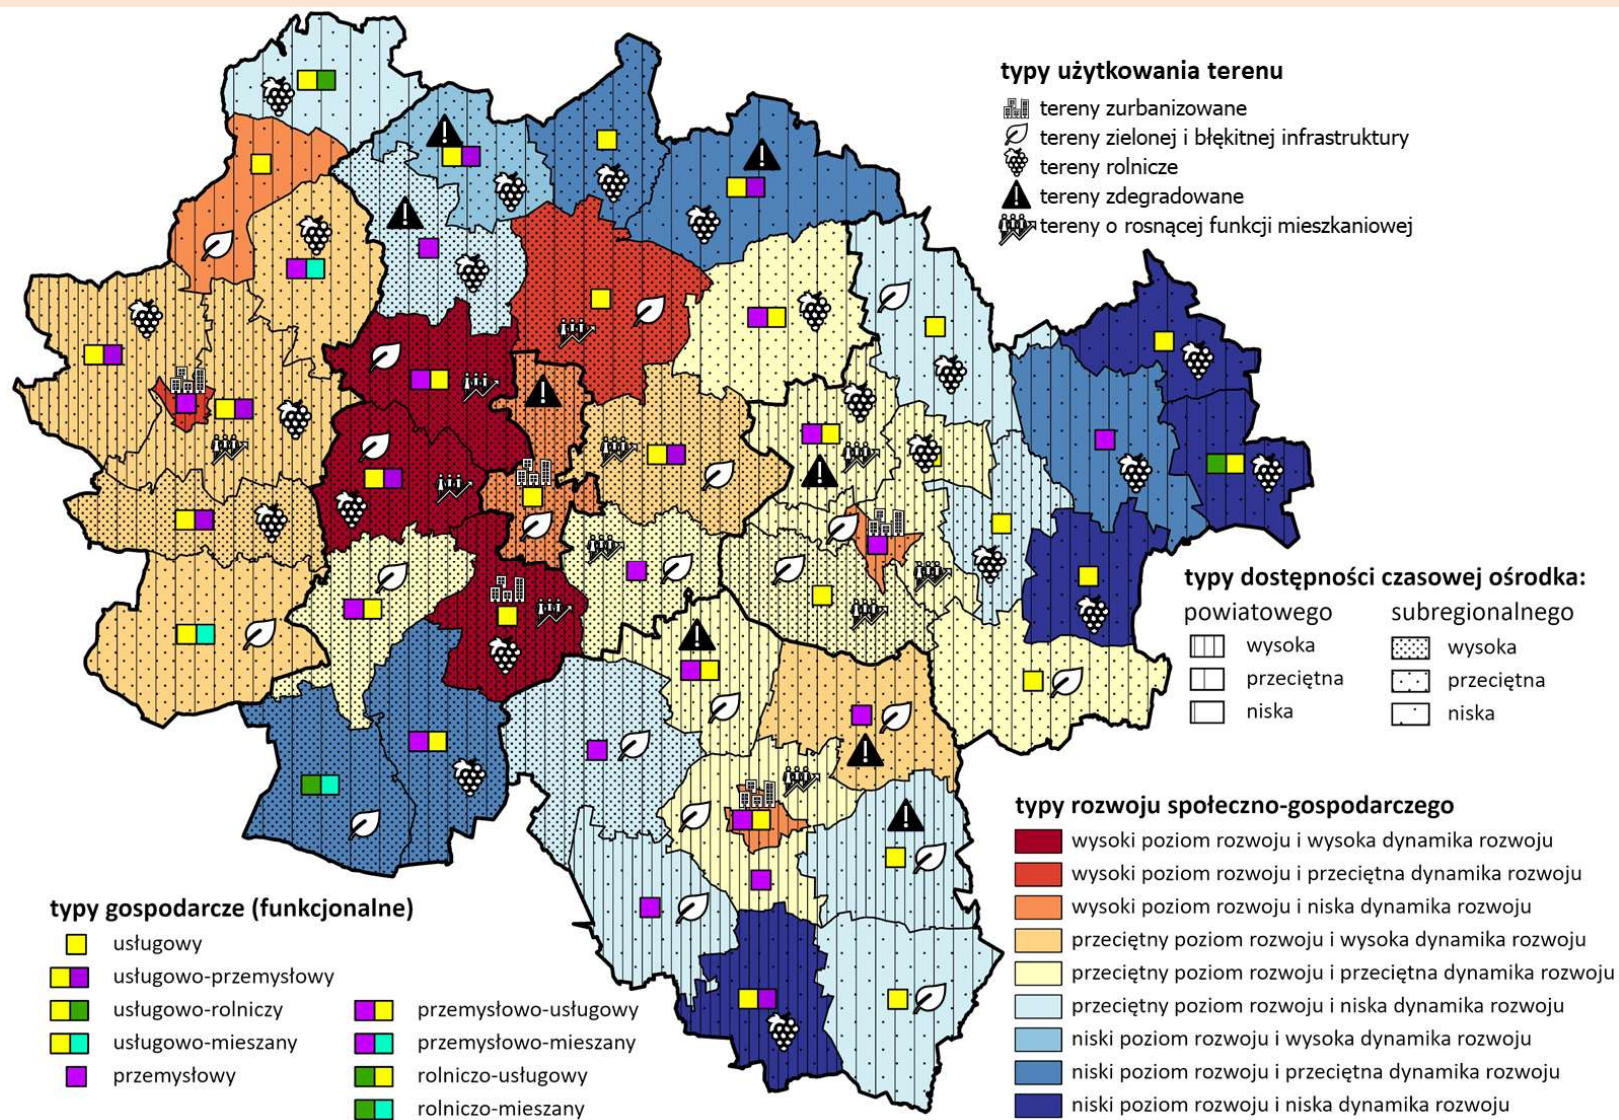 typy użytkowania terenu
tereny zurbanizowane
tereny zielonej i błękitnej infrastruktury
tereny rolnicze
tereny zdegradowane
tereny o rosnącej funkcji mieszkaniowej
typy dostępności czasowej ośrodka:
powiatowego subregionalnego
wysoka wysoka
przeciętna przeciętna
niska niska
typy rozwoju społeczno-gospodarczego
wysoki poziom rozwoju i wysoka dynamika rozwoju
wysoki poziom rozwoju i przeciętna dynamika rozwoju
wysoki poziom rozwoju i niska dynamika rozwoju
przeciętny poziom rozwoju i wysoka dynamika rozwoju
przeciętny poziom rozwoju i przeciętna dynamika rozwoju
przeciętny poziom rozwoju i niska dynamika rozwoju
niski poziom rozwoju i wysoka dynamika rozwoju
niski poziom rozwoju i przeciętna dynamika rozwoju
niski poziom rozwoju i niska dynamika rozwoju
typy gospodarcze (funkcjonalne)
usługowy
usługowo-przemysłowy
usługowo-rolniczy
usługowo-mieszany
przemysłowy
przemysłowo-usługowy
przemysłowo-mieszany
rolniczo-usługowy
rolniczo-mieszany